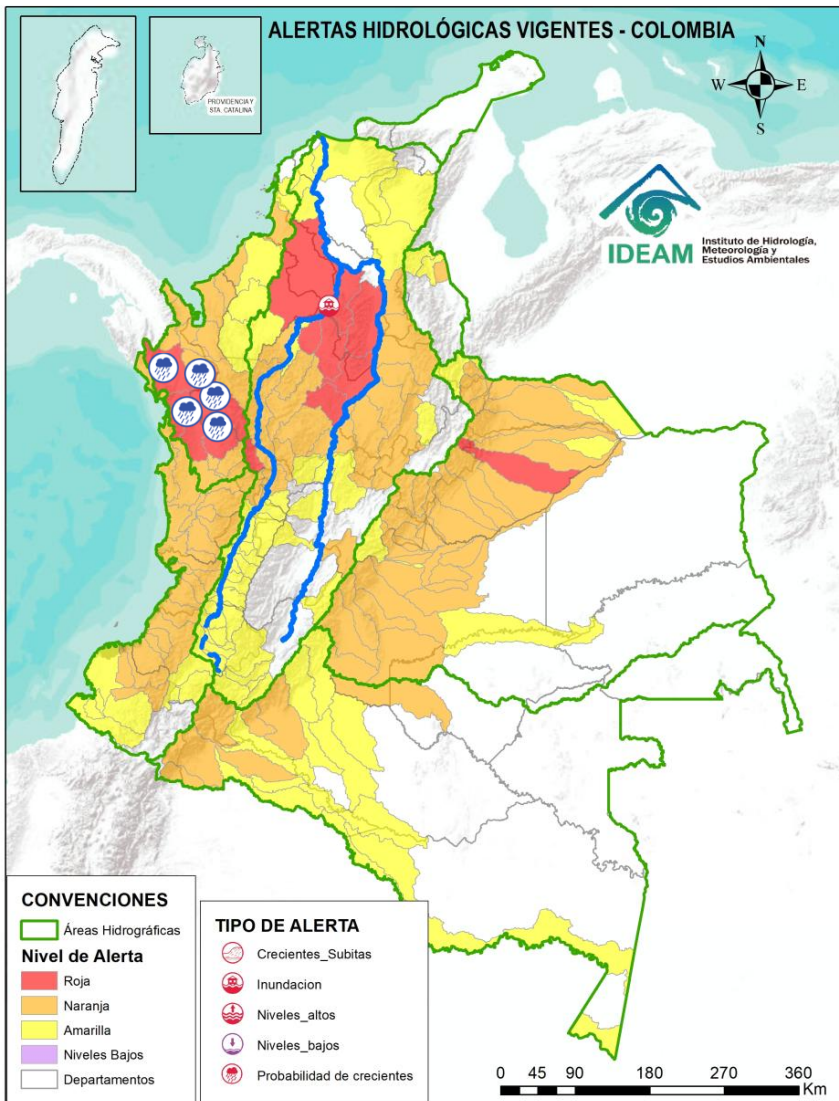 ALERTAS HIDROLÓGICAS VIGENTES - COLOMBIA
PROVIDENCIA Y
STA. CATALINA
N
W
E
S
IDEAM
Instituto de Hidrología,
Meteorología y
Estudios Ambientales
CONVENCIONES
Áreas Hidrográficas
Nivel de Alerta
Roja
Naranja
Amarilla
Niveles Bajos
Departamentos
TIPO DE ALERTA
Crecientes_Subitas
Inundacion
Niveles_altos
Niveles_bajos
Probabilidad de crecientes
0 45 90 180 270 360
Km